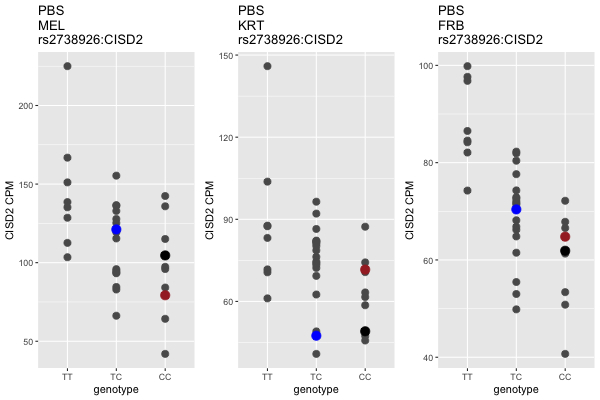 PBS
MEL
rs2738926:CISD2
CISD2 CPM
200
150
100
50
TT TC CC
genotype
PBS
KRT
rs2738926:CISD2
CISD2 CPM
150
120
90
60
TT TC CC
genotype
PBS
FRB
rs2738926:CISD2
CISD2 CPM
100
80
60
40
TT TC CC
genotype